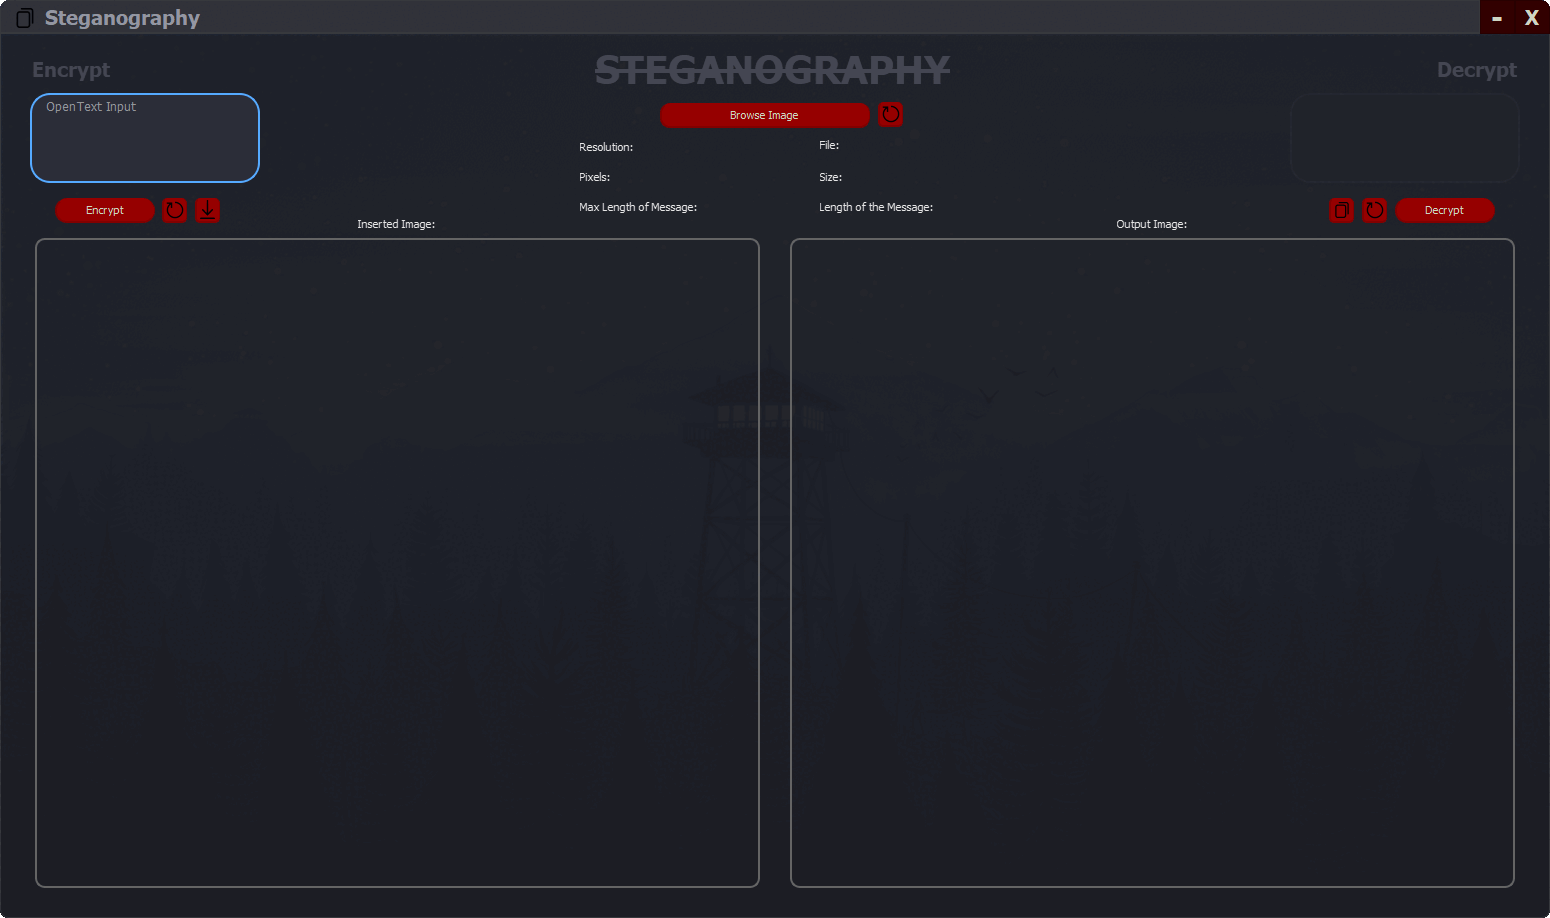 Steganography
- X
Encrypt
STEGANOGRAPHY
Decrypt
OpenText Input
Browse Image
Resolution:
File:
Pixels:
Size:
Max Length of Message:
Length of the Message:
Encrypt
Decrypt
Inserted Image:
Output Image: